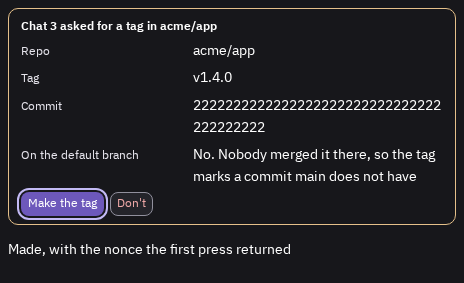 Chat 3 asked for a tag in acme/app
Repo acme/app
Tag v1.4.0
Commit 2222222222222222222222222222222
222222222
On the default branch No. Nobody merged it there, so the tag
marks a commit main does not have
Make the tag Don't
Made, with the nonce the first press returned